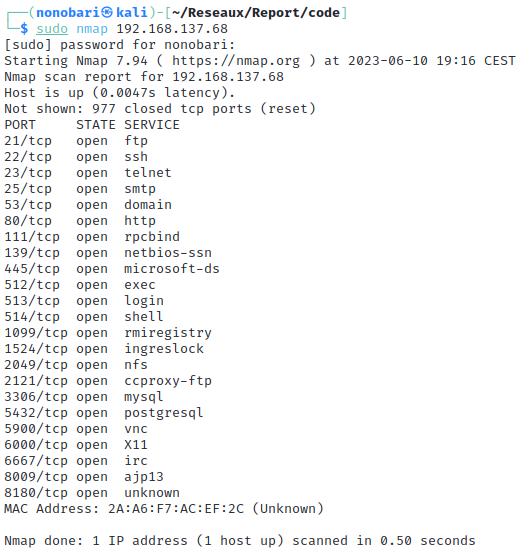 ┌──(nonobari㉿kali)-[~/Reseaux/Report/code]
└─$ sudo nmap 192.168.137.68
[sudo] password for nonobari:
Starting Nmap 7.94 ( https://nmap.org ) at 2023-06-10 19:16 CEST
Nmap scan report for 192.168.137.68
Host is up (0.0047s latency).
Not shown: 977 closed tcp ports (reset)
PORT     STATE SERVICE
21/tcp   open  ftp
22/tcp   open  ssh
23/tcp   open  telnet
25/tcp   open  smtp
53/tcp   open  domain
80/tcp   open  http
111/tcp  open  rpcbind
139/tcp  open  netbios-ssn
445/tcp  open  microsoft-ds
512/tcp  open  exec
513/tcp  open  login
514/tcp  open  shell
1099/tcp open  rmiregistry
1524/tcp open  ingreslock
2049/tcp open  nfs
2121/tcp open  ccproxy-ftp
3306/tcp open  mysql
5432/tcp open  postgresql
5900/tcp open  vnc
6000/tcp open  X11
6667/tcp open  irc
8009/tcp open  ajp13
8180/tcp open  unknown
MAC Address: 2A:A6:F7:AC:EF:2C (Unknown)
Nmap done: 1 IP address (1 host up) scanned in 0.50 seconds